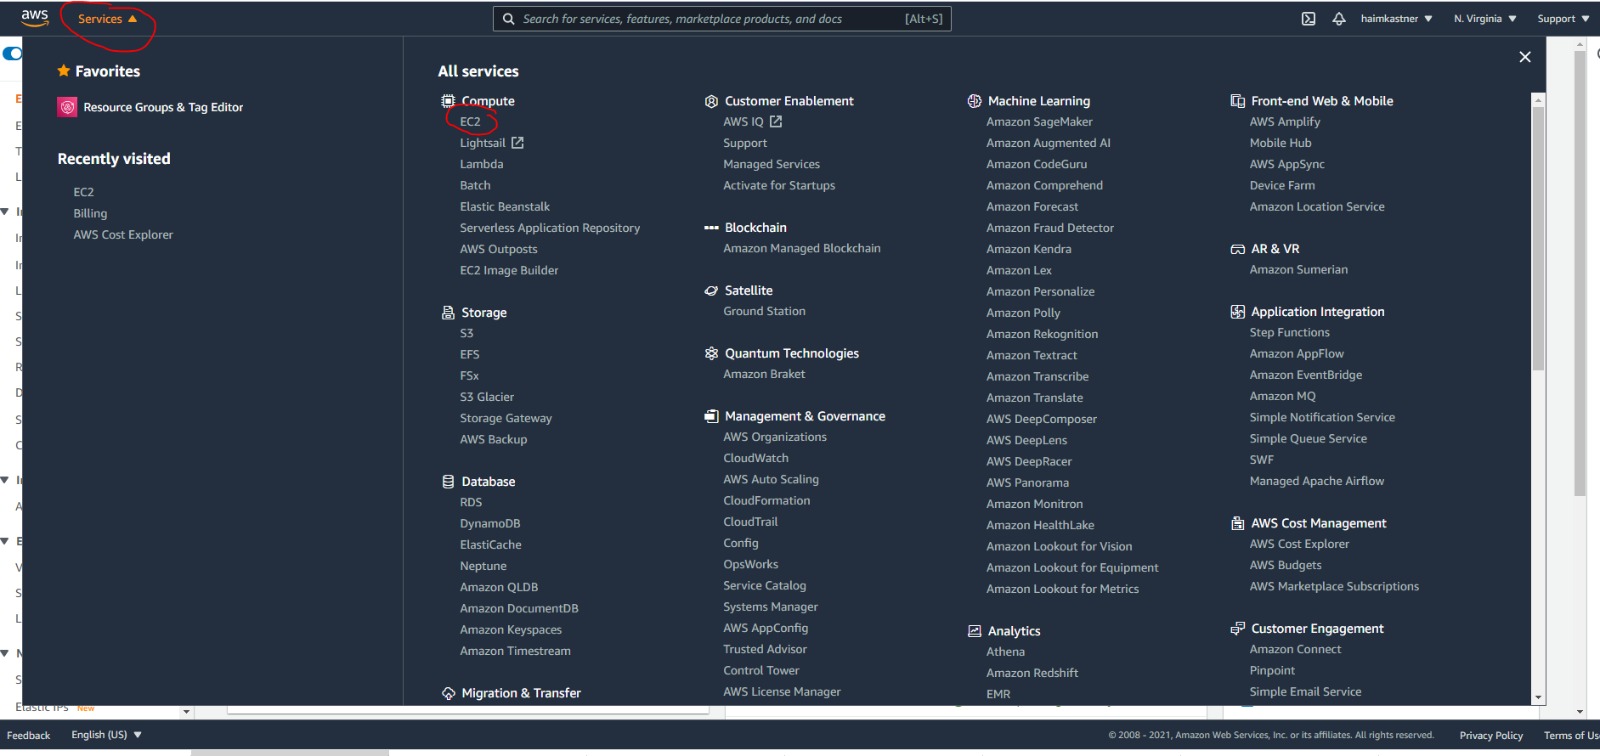 aws
Services
Search for services, features, marketplace products, and docs
[Alt+S]
haimkastner
N. Virginia
Support
Favorites
Resource Groups & Tag Editor
Recently visited
EC2
Billing
AWS Cost Explorer
All services
Compute
EC2
Lightsail
Lambda
Batch
Elastic Beanstalk
Serverless Application Repository
AWS Outposts
EC2 Image Builder
Storage
S3
EFS
FSx
S3 Glacier
Storage Gateway
AWS Backup
Database
RDS
DynamoDB
ElastiCache
Neptune
Amazon QLDB
Amazon DocumentDB
Amazon Keyspaces
Amazon Timestream
Migration & Transfer
Customer Enablement
AWS IQ
Support
Managed Services
Activate for Startups
Blockchain
Amazon Managed Blockchain
Satellite
Ground Station
Quantum Technologies
Amazon Braket
Management & Governance
AWS Organizations
CloudWatch
AWS Auto Scaling
CloudFormation
CloudTrail
Config
OpsWorks
Service Catalog
Systems Manager
AWS AppConfig
Trusted Advisor
Control Tower
AWS License Manager
Machine Learning
Amazon SageMaker
Amazon Augmented AI
Amazon CodeGuru
Amazon Comprehend
Amazon Forecast
Amazon Fraud Detector
Amazon Kendra
Amazon Lex
Amazon Personalize
Amazon Polly
Amazon Rekognition
Amazon Textract
Amazon Transcribe
Amazon Translate
AWS DeepComposer
AWS DeepLens
AWS DeepRacer
AWS Panorama
Amazon Monitron
Amazon HealthLake
Amazon Lookout for Vision
Amazon Lookout for Equipment
Amazon Lookout for Metrics
Analytics
Athena
Amazon Redshift
EMR
Front-end Web & Mobile
AWS Amplify
Mobile Hub
AWS AppSync
Device Farm
Amazon Location Service
AR & VR
Amazon Sumerian
Application Integration
Step Functions
Amazon AppFlow
Amazon EventBridge
Amazon MQ
Simple Notification Service
Simple Queue Service
SWF
Managed Apache Airflow
AWS Cost Management
AWS Cost Explorer
AWS Budgets
AWS Marketplace Subscriptions
Customer Engagement
Amazon Connect
Pinpoint
Simple Email Service
Elastic IPs New
Feedback
English (US)
© 2008 - 2021, Amazon Web Services, Inc. or its affiliates. All rights reserved.
Privacy Policy
Terms of Us